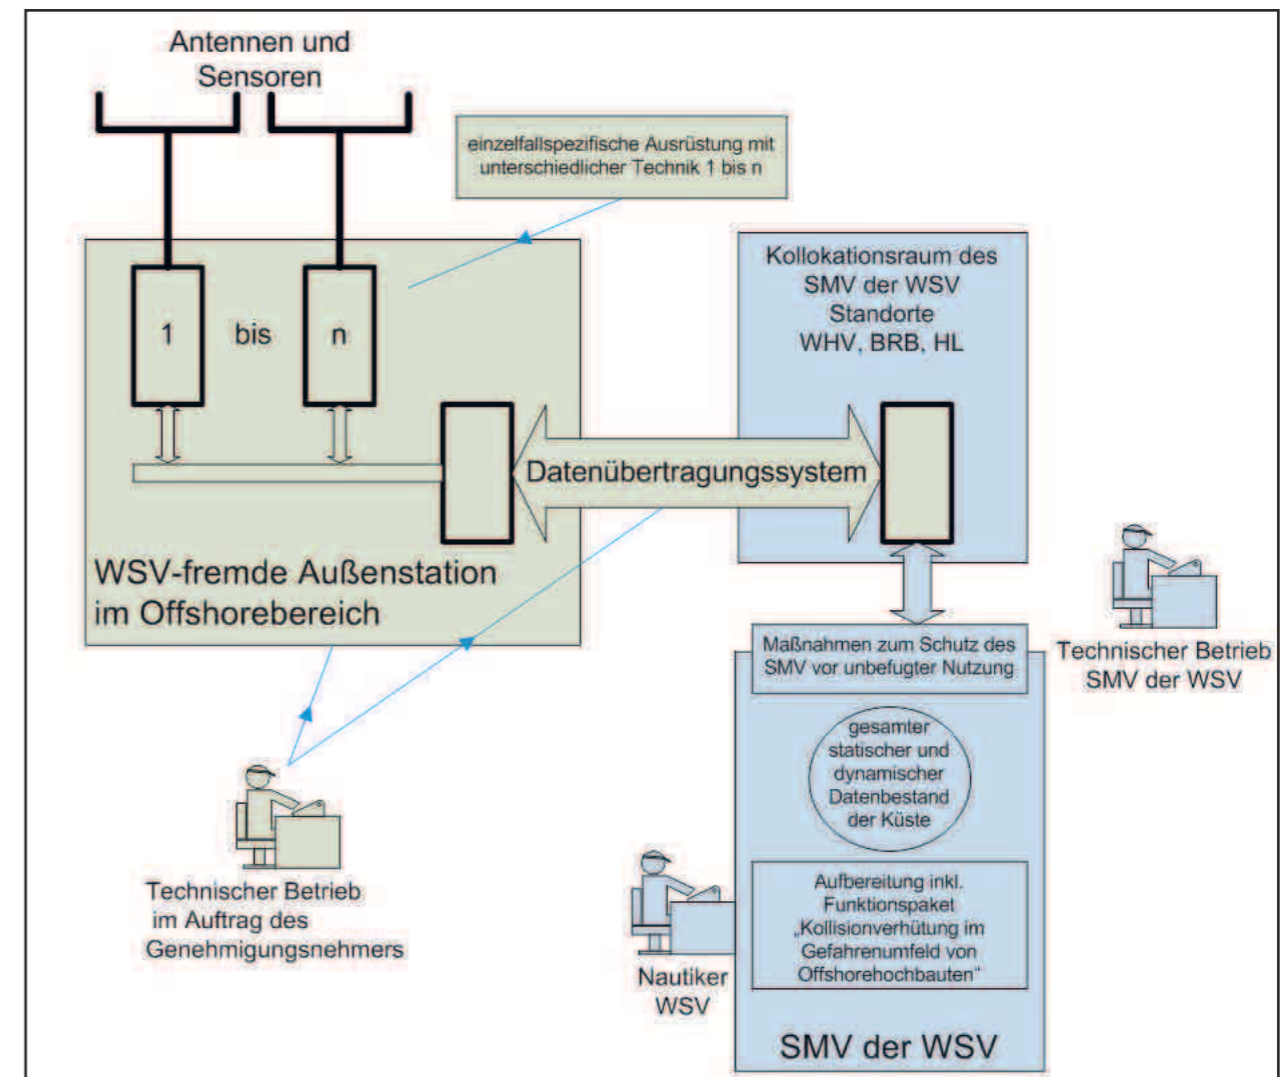 Antennen und
Sensoren
einzelfallspezifische Ausrüstung mit
unterschiedlicher Technik 1 bis n
Kollokationsraum des
SMV der WSV
Standorte
WHV, BRB, HL
1 bis n
Datenübertragungssystem
WSV-fremde Außenstation
im Offshorebereich
Maßnahmen zum Schutz des
SMV vor unbefugter Nutzung
Technischer Betrieb
SMV der WSV
gesamter
statischer und
dynamischer
Datenbestand
der Küste
Technischer Betrieb
im Auftrag des
Genehmigungsnehmers
Aufbereitung inkl.
Funktionspaket
„Kollisionverhütung im
Gefahrenumfeld von
Offshorehochbauten“
Nautiker
WSV
SMV der WSV